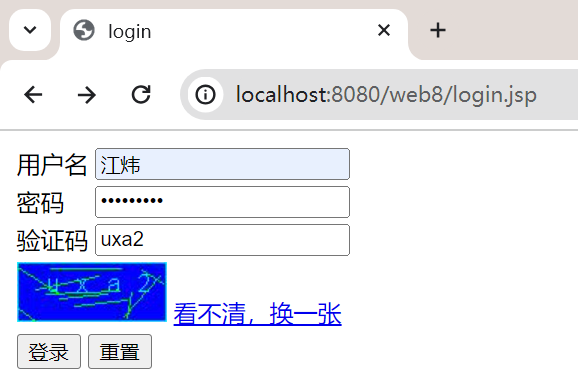 login
localhost:8080/web8/login.jsp
用户名 江炜
密码 •••••••••
验证码 uxa2
u x a 2 看不清，换一张
登录 重置